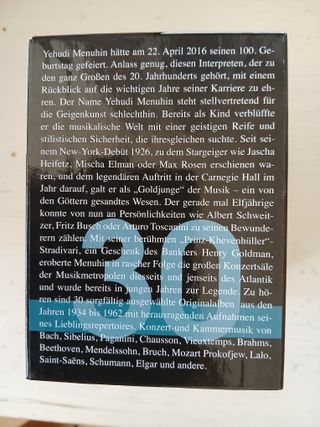 Yehudi Menuhin hätte am 22. April 2016 seinen 100. Ge-
burtstag gefeiert. Anlass genug, diesen Interpreten, der zu
den ganz Großen des 20. Jahrhunderts gehört, mit einem
Rückblick auf die wichtigen Jahre seiner Karriere zu eh-
ren. Der Name Yehudi Menuhin steht stellvertretend für
die Geigenkunst schlechthin. Bereits als Kind verblüffte
er die musikalische Welt mit einer geistigen Reife und
stilistischen Sicherheit, die ihresgleichen suchte. Seit sei-
nem New-York-Debüt 1926, zu dem Stargeiger wie Jascha
Heifetz, Mischa Elman oder Max Rosen erschienen wa-
ren, und dem legendären Auftritt in der Carnegie Hall im
Jahr darauf, galt er als „Goldjunge" der Musik – ein von
den Göttern gesandtes Wesen. Der gerade mal Elfjährige
konnte von nun an Persönlichkeiten wie Albert Schweit-
zer, Fritz Busch oder Arturo Toscanini zu seinen Bewunde-
rern zählen. Mit seiner berühmten „Prinz-Khevenhüller"-
Stradivari, ein Geschenk des Bankiers Henry Goldman,
eroberte Menuhin in rascher Folge die großen Konzertsäle
der Musikmetropolen diesseits und jenseits des Atlantik
und wurde bereits in jungen Jahren zur Legende. Zu hö-
ren sind 30 sorgfältig ausgewählte Originalalben aus den
Jahren 1934 bis 1962 mit herausragenden Aufnahmen sei-
nes Lieblingsrepertoires, Konzert-und Kammermusik von
Bach, Sibelius, Paganini, Chausson, Vieuxtemps, Brahms,
Beethoven, Mendelssohn, Bruch, Mozart Prokofjew, Lalo,
Saint-Saëns, Schumann, Elgar und andere.
30